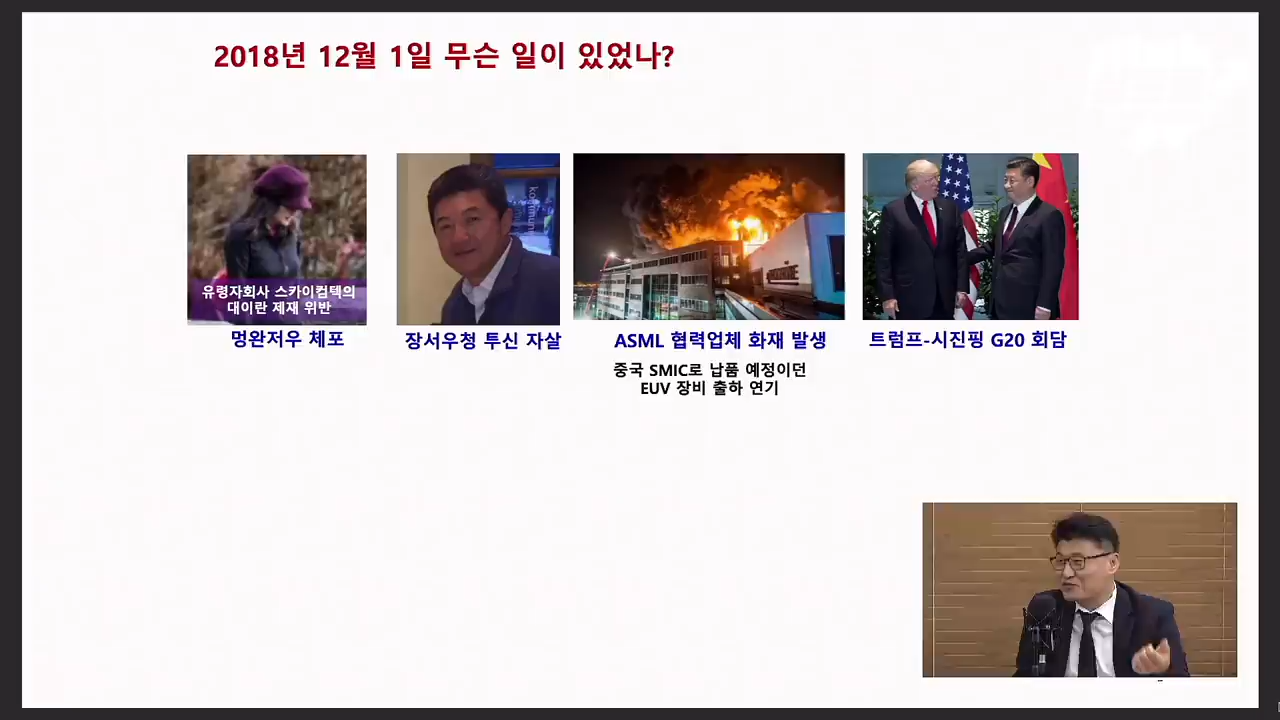 2018년 12월 1일 무슨 일이 있었나?
유령자회사 스카이컴텍의
대이란 제재 위반
멍완저우 체포
장서우청 투신 자살
ASML 협력업체 화재 발생
중국 SMIC로 납품 예정이던
EUV 장비 출하 연기
트럼프-시진핑 G20 회담